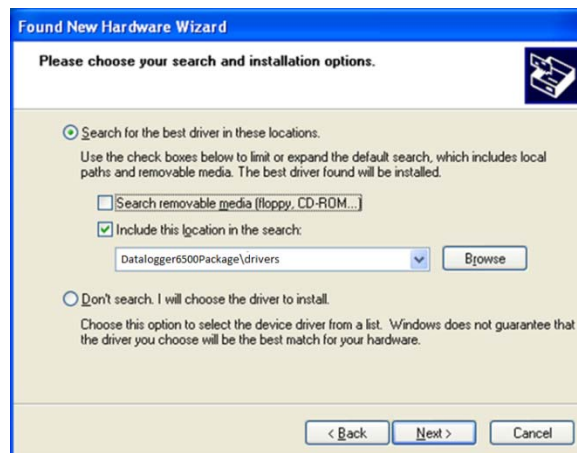 Found New Hardware Wizard
Please choose your search and installation options.
Search for the best driver in these locations.
Use the check boxes below to limit or expand the default search, which includes local
paths and removable media. The best driver found will be installed.
Search removable media (floppy, CD-ROM...)
Include this location in the search:
Datalogger6500Package\drivers
Browse
Don't search. I will choose the driver to install.
Choose this option to select the device driver from a list. Windows does not guarantee that
the driver you choose will be the best match for your hardware.
< Back Next > Cancel